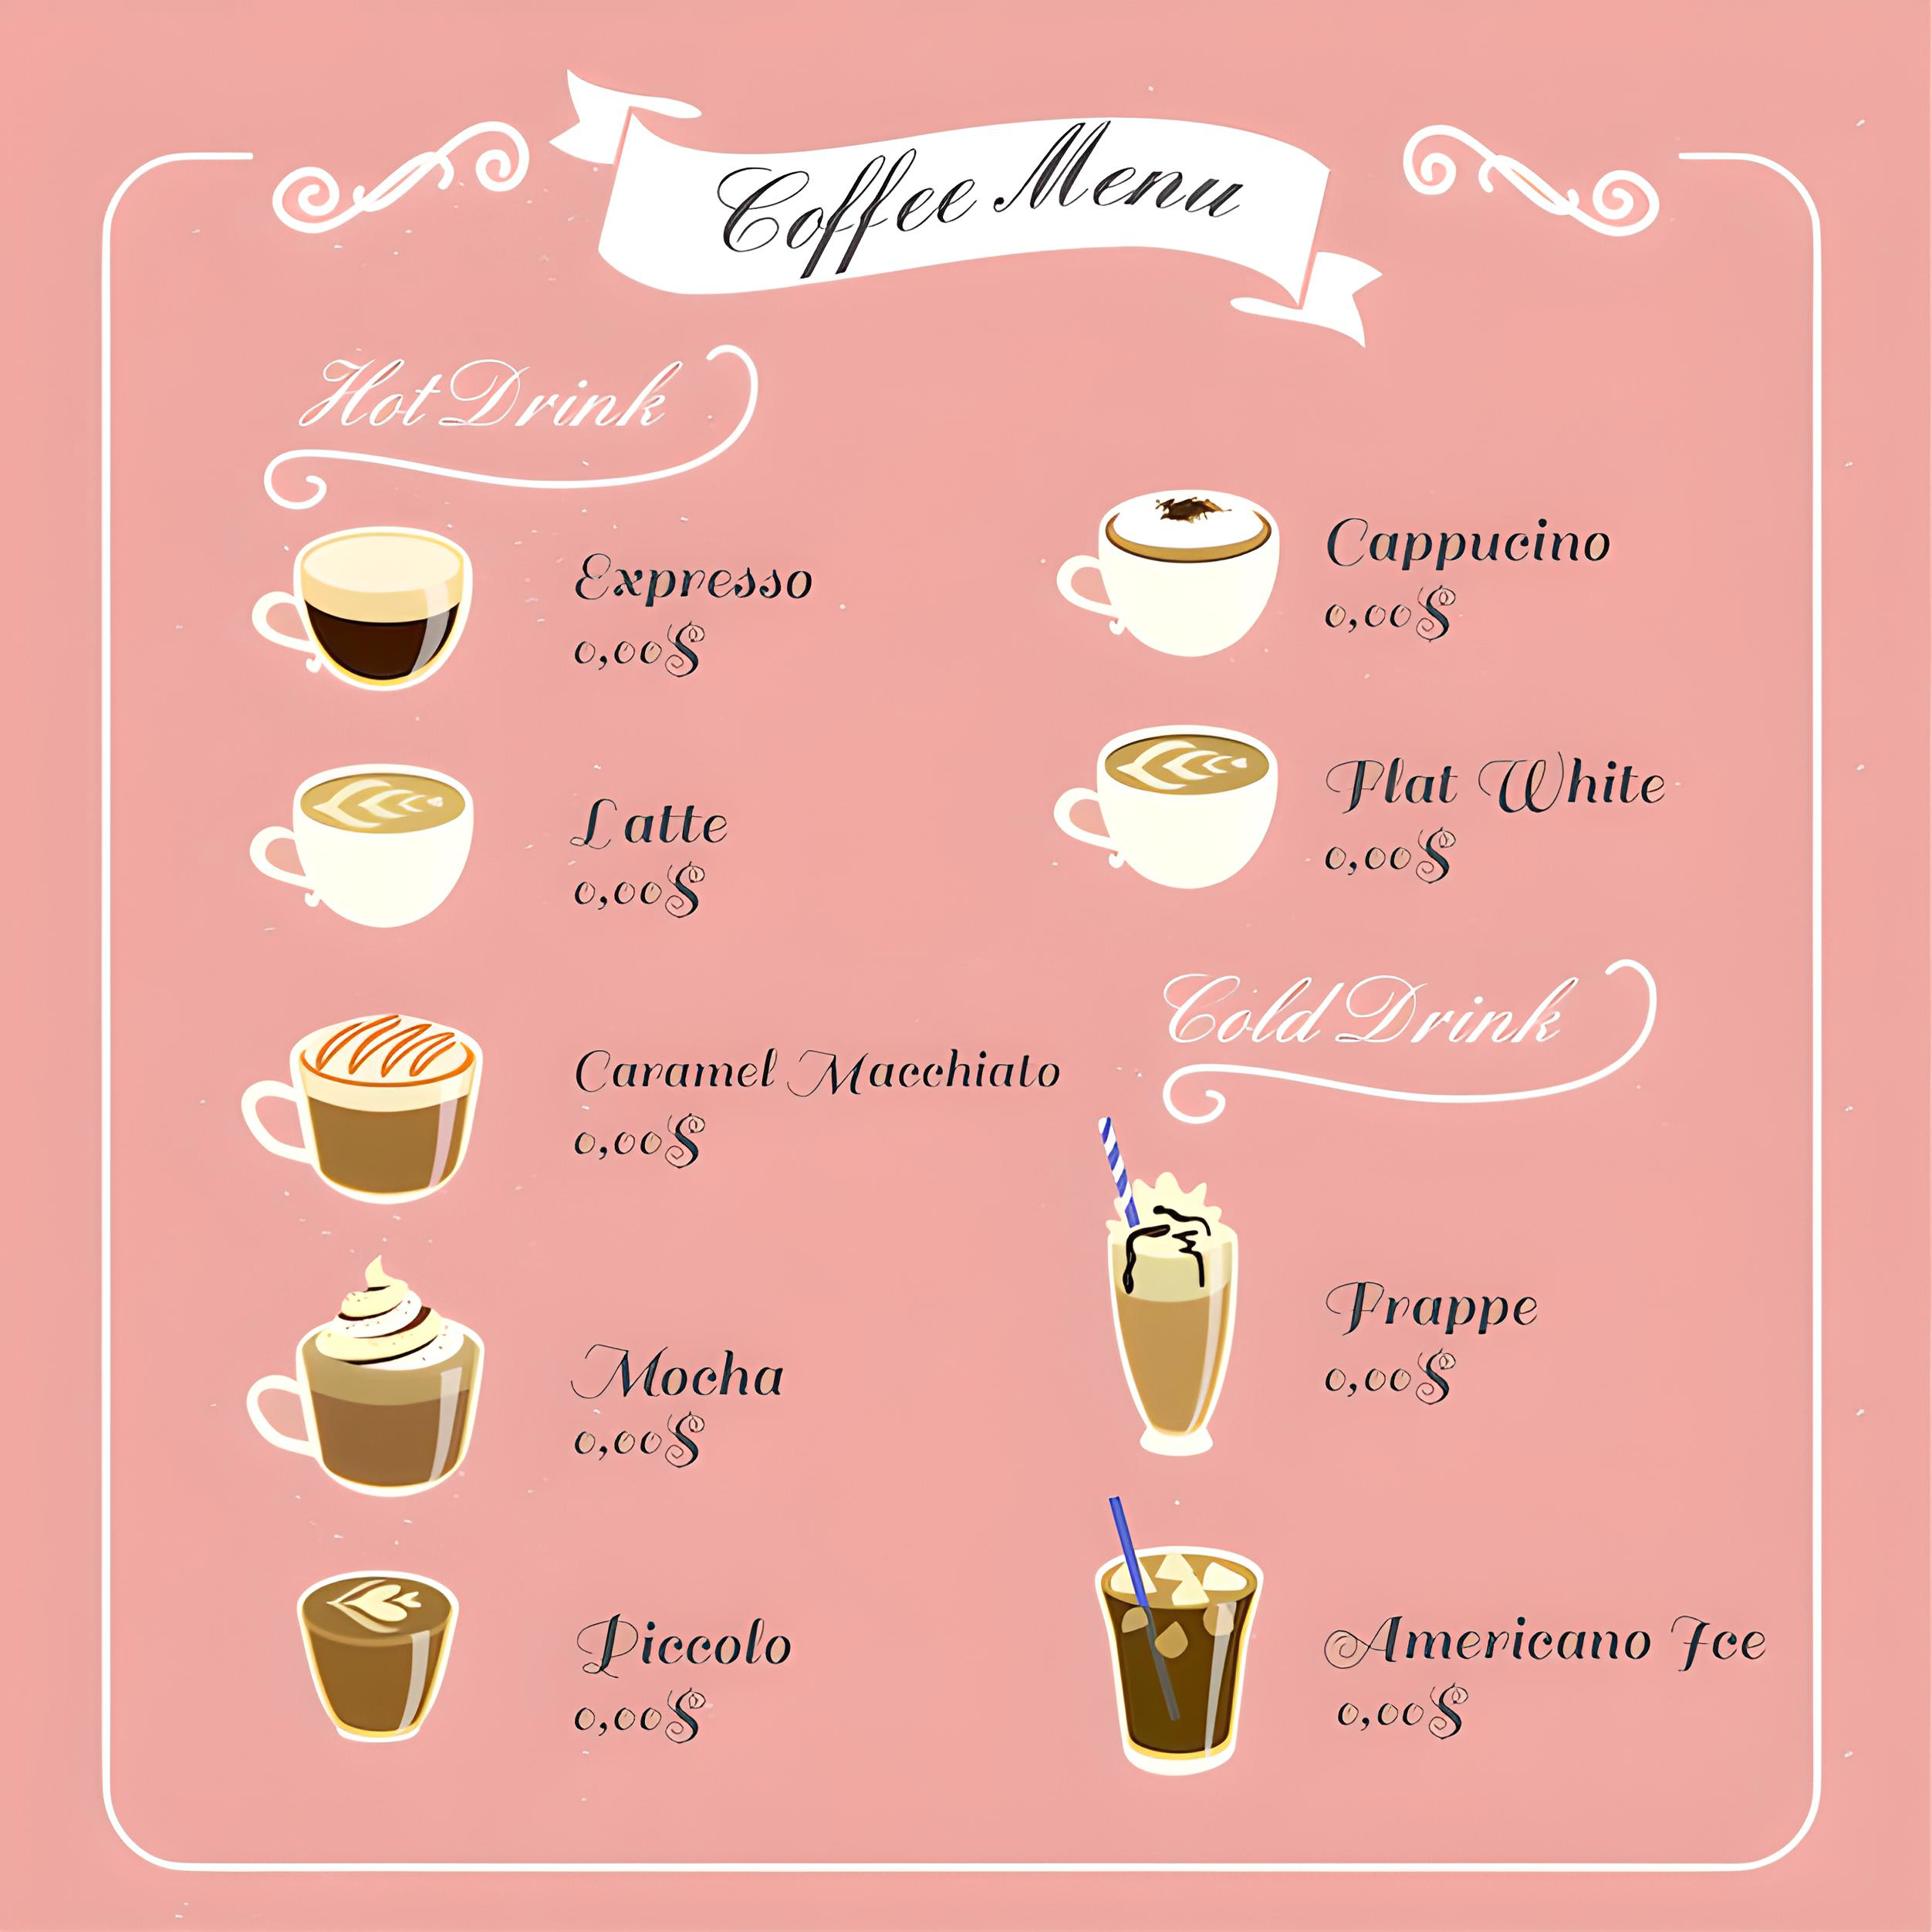 Coffee Menu
Hot Drink
Expresso
0,00$
Latte
0,00$
Caramel Macchiato
0,00$
Mocha
0,00$
Piccolo
0,00$
Cappucino
0,00$
Flat White
0,00$
Cold Drink
Frappe
0,00$
Americano Ice
0,00$